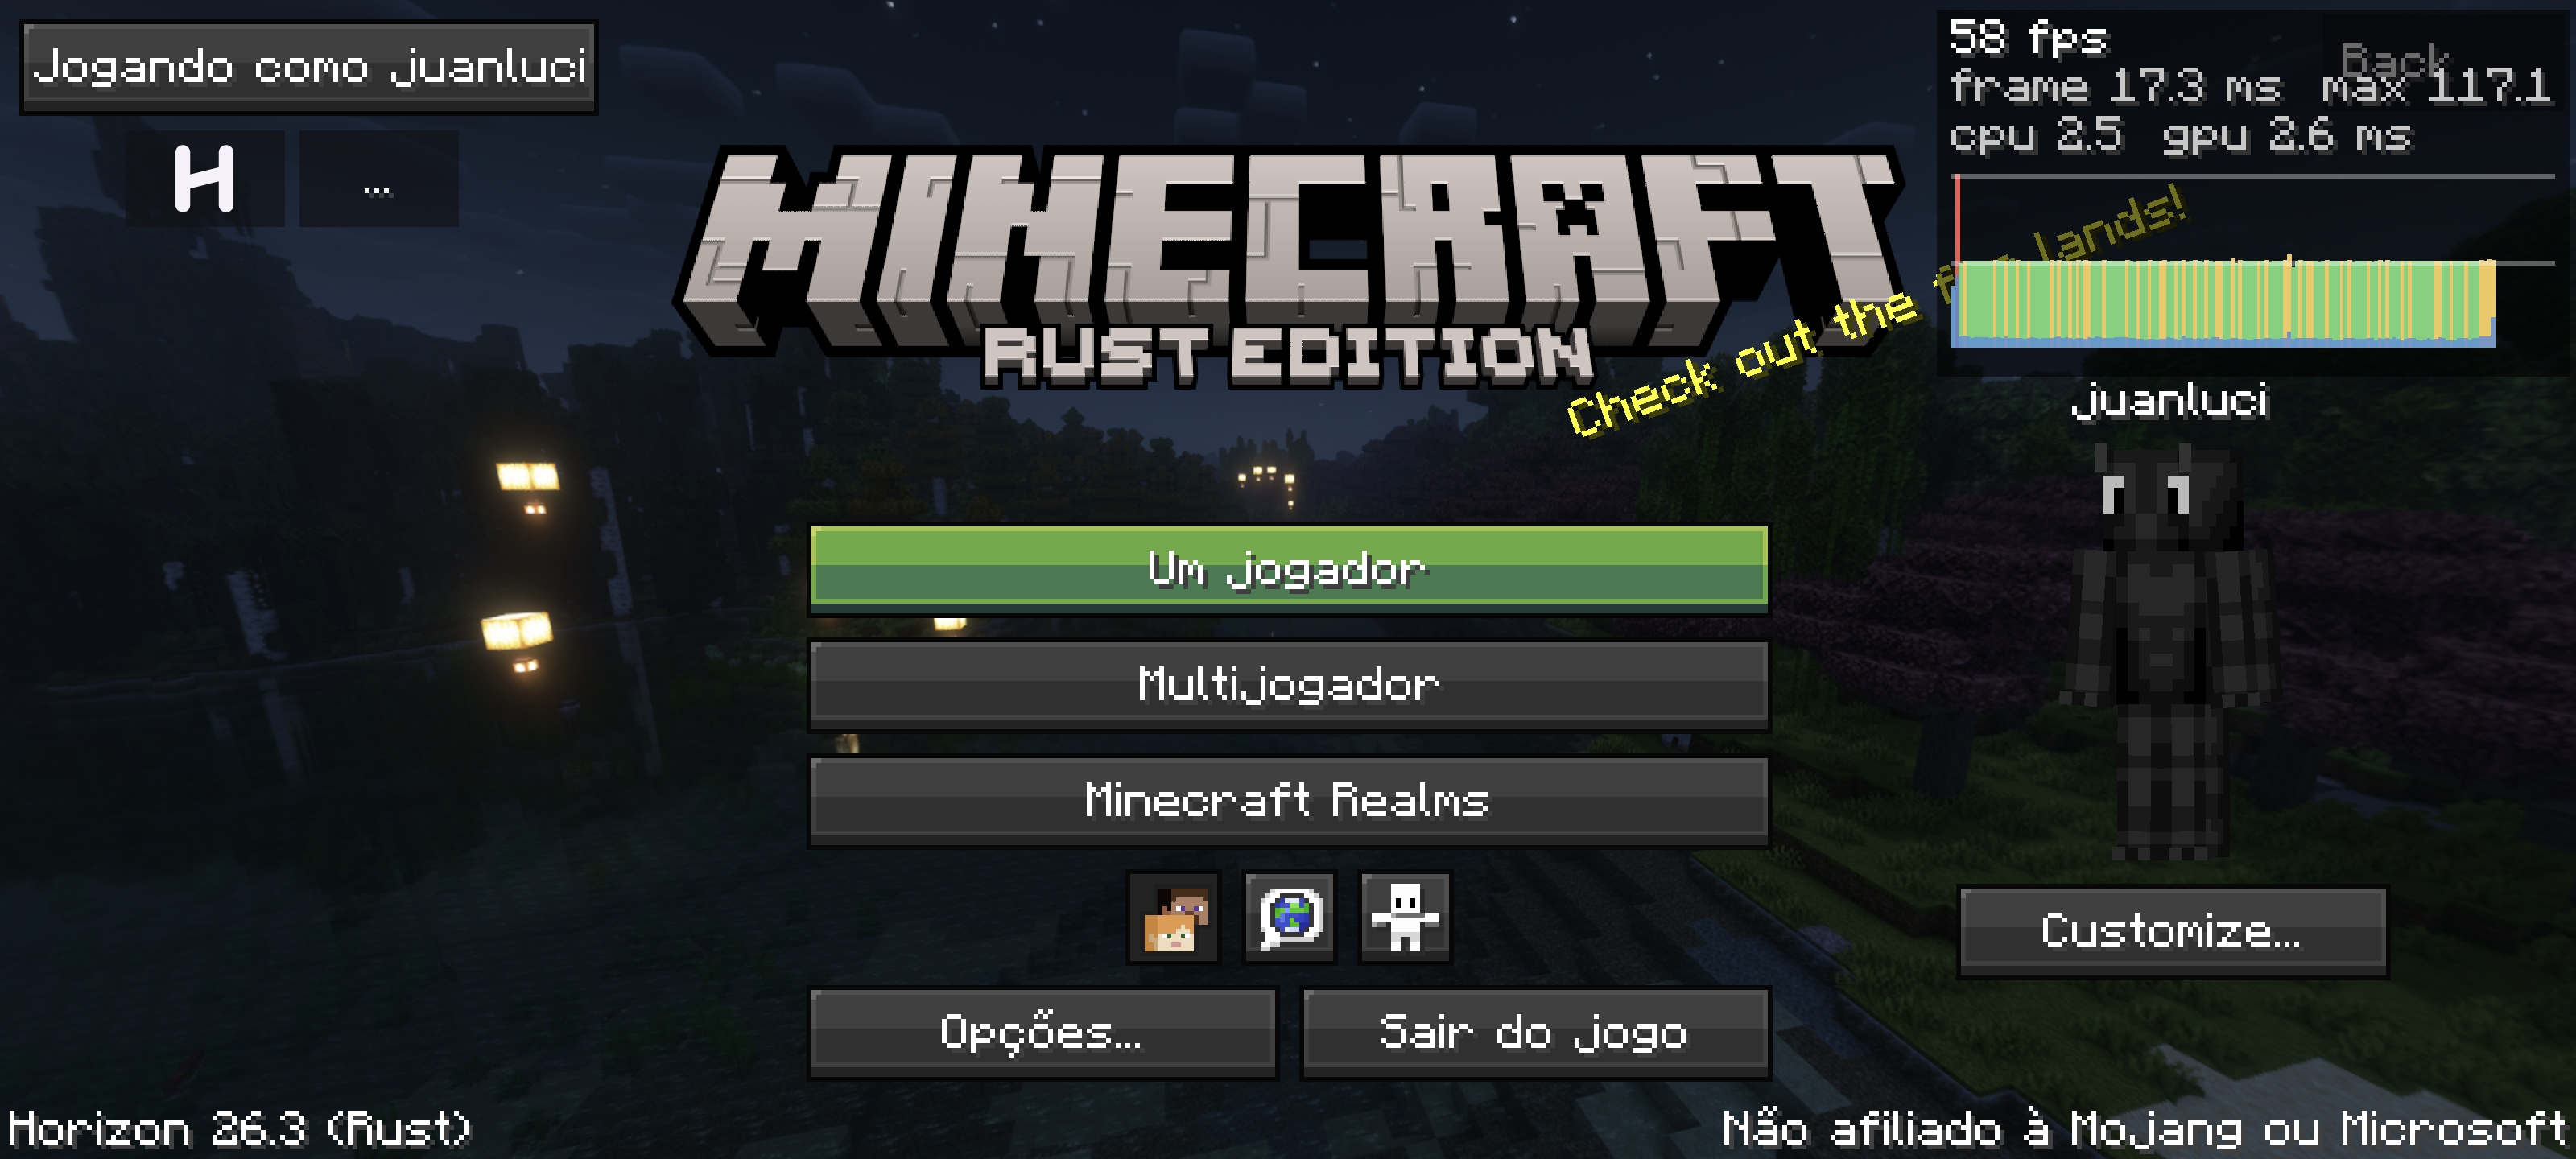 Jogando como juanluci
H
...
58 fps
Back
frame 17.3 ms max 117.1
cpu 2.5 gpu 2.6 ms
MINECRAFT
RUST EDITION
Check out the far lands!
juanluci
Um jogador
Multijogador
Minecraft Realms
Customize...
Opções...
Sair do jogo
Horizon 26.3 (Rust)
Não afiliado à Mojang ou Microsoft